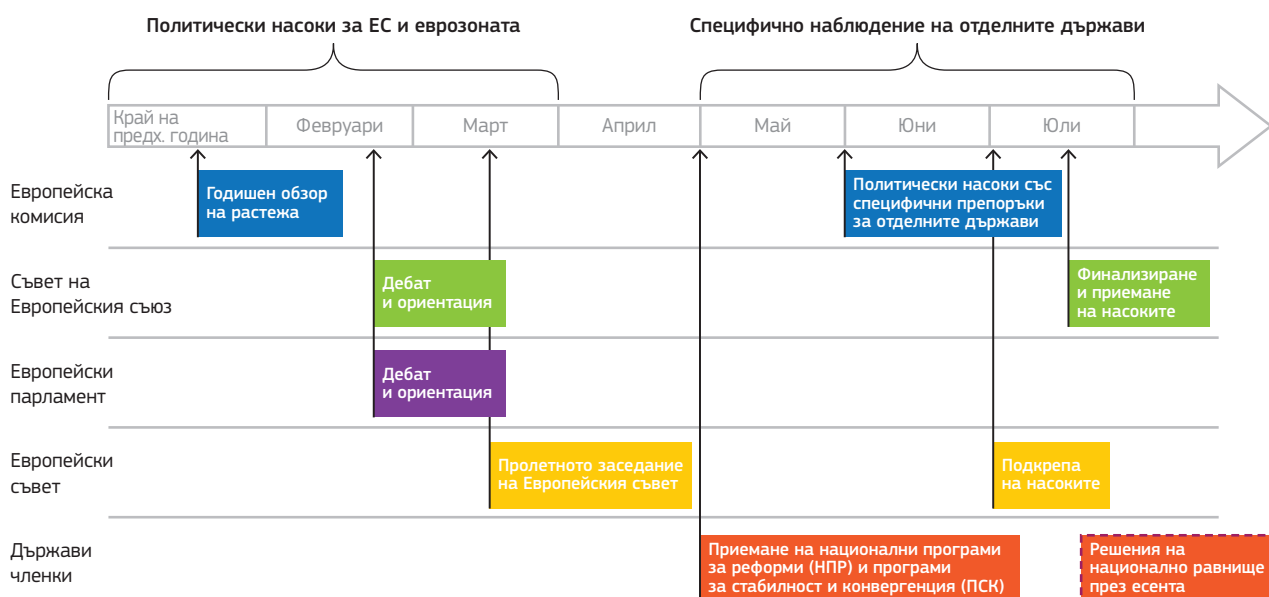 Политически насоки за ЕС и еврозоната
Специфично наблюдение на отделните държави
Край на
предх. година
Февруари
Март
Април
Май
Юни
Юли
Европейска
комисия
Годишен обзор
на растежа
Политически насоки със
специфични препоръки
за отделните държави
Съвет на
Европейския съюз
Дебат
и ориентация
Финализиране
и приемане
на насоките
Европейски
парламент
Дебат
и ориентация
Европейски
съвет
Пролетното заседание
на Европейския съвет
Подкрепа
на насоките
Държави
членки
Приемане на национални програми
за реформи (НПР) и програми
за стабилност и конвергенция (ПСК)
Решения на
национално равнище
през есента